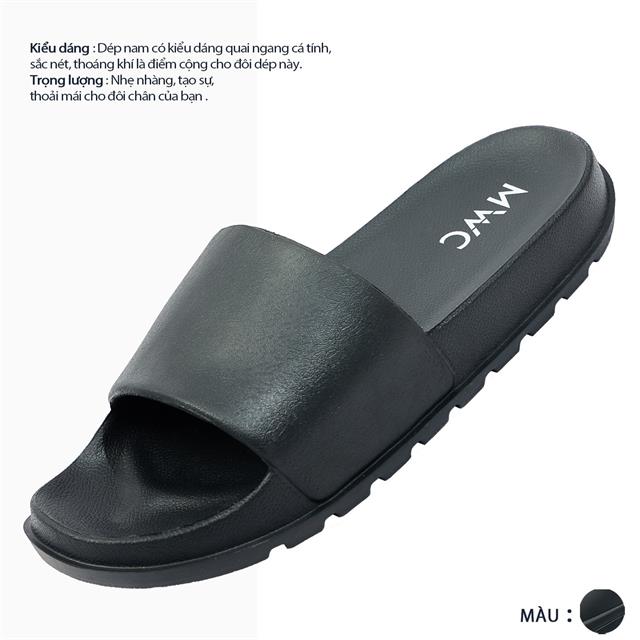 Kiểu dáng : Dép nam có kiểu dáng quai ngang cá tính,
sắc nét, thoáng khí là điểm cộng cho đôi dép này.
Trọng lượng : Nhẹ nhàng, tạo sự,
thoải mái cho đôi chân của bạn .
MWC
MÀU :